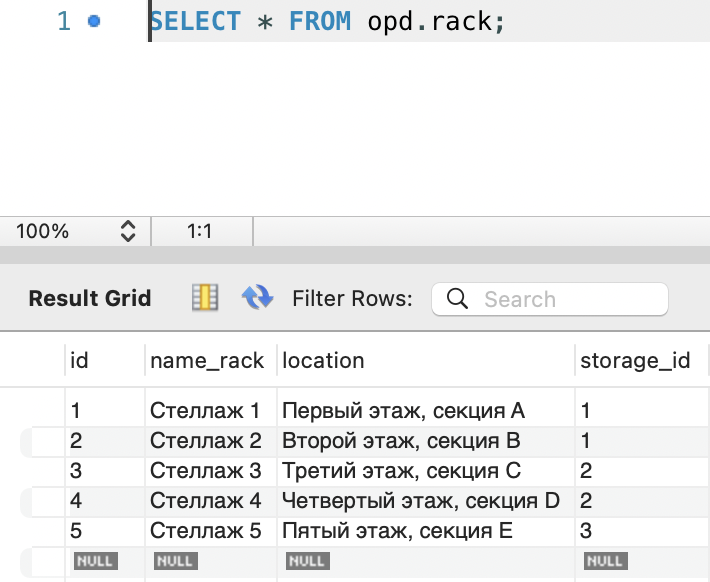 1 SELECT * FROM opd.rack;
100% 1:1
Result Grid Filter Rows: Search
id name_rack location storage_id
1 Стеллаж 1 Первый этаж, секция A 1
2 Стеллаж 2 Второй этаж, секция B 1
3 Стеллаж 3 Третий этаж, секция C 2
4 Стеллаж 4 Четвертый этаж, секция D 2
5 Стеллаж 5 Пятый этаж, секция E 3
NULL NULL NULL NULL